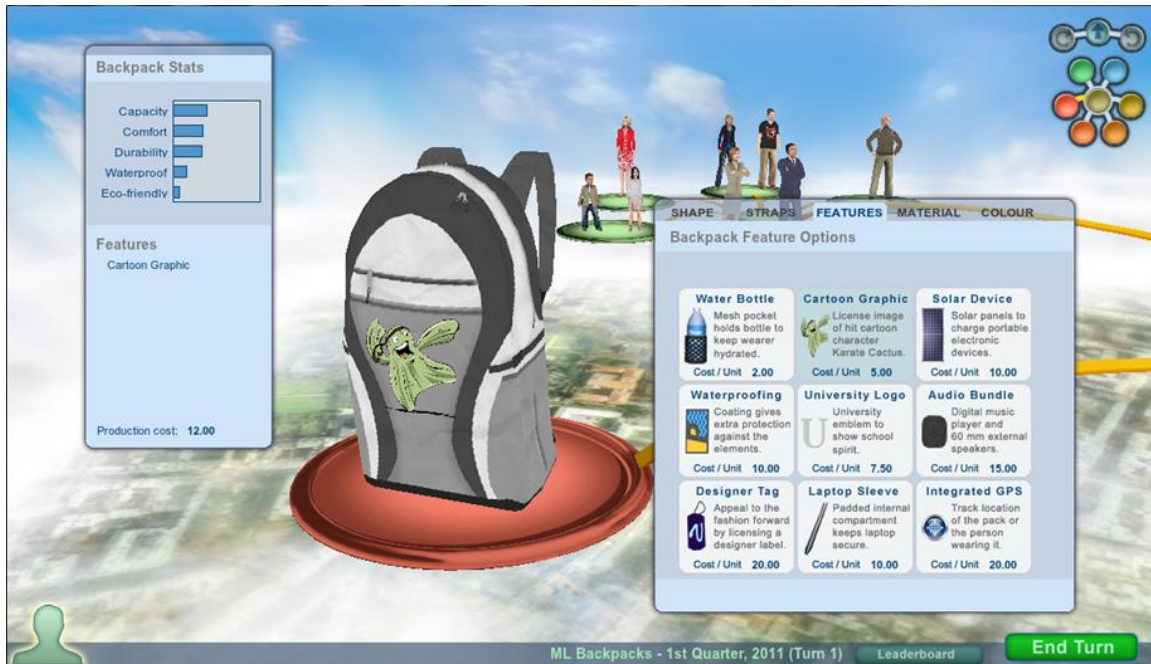 Backpack Stats
Capacity
Comfort
Durability
Waterproof
Eco-friendly
Features
Cartoon Graphic
Production cost: 12.00
SHAPE STRAPS FEATURES MATERIAL COLOUR
Backpack Feature Options
Water Bottle
Mesh pocket
holds bottle to
keep wearer
hydrated.
Cost / Unit 2.00
Cartoon Graphic
License image
of hit cartoon
character
Karate Cactus.
Cost / Unit 5.00
Solar Device
Solar panels to
charge portable
electronic
devices.
Cost / Unit 10.00
Waterproofing
Coating gives
extra protection
against the
elements.
Cost / Unit 10.00
University Logo
U
University
emblem to
show school
spirit.
Cost / Unit 7.50
Audio Bundle
Digital music
player and
60 mm external
speakers.
Cost / Unit 15.00
Designer Tag
Appeal to the
fashion forward
by licensing a
designer label.
Cost / Unit 20.00
Laptop Sleeve
Padded internal
compartment
keeps laptop
secure.
Cost / Unit 10.00
Integrated GPS
Track location
of the pack or
the person
wearing it.
Cost / Unit 20.00
ML Backpacks - 1st Quarter, 2011 (Turn 1)
Leaderboard
End Turn